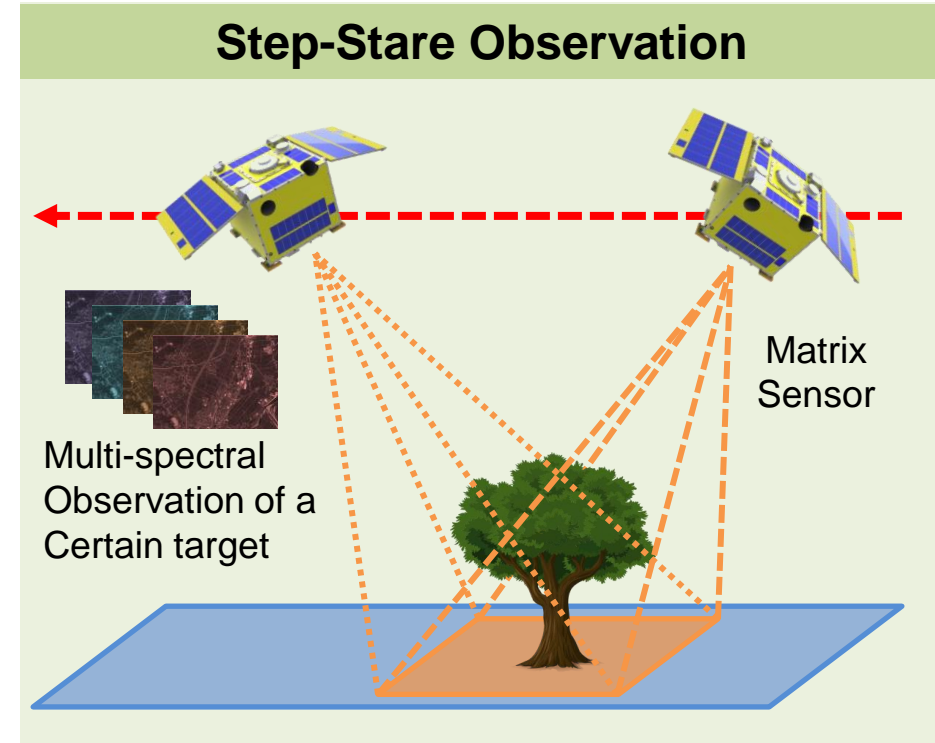 Step-Stare Observation
Matrix
Sensor
Multi-spectral
Observation of a
Certain target